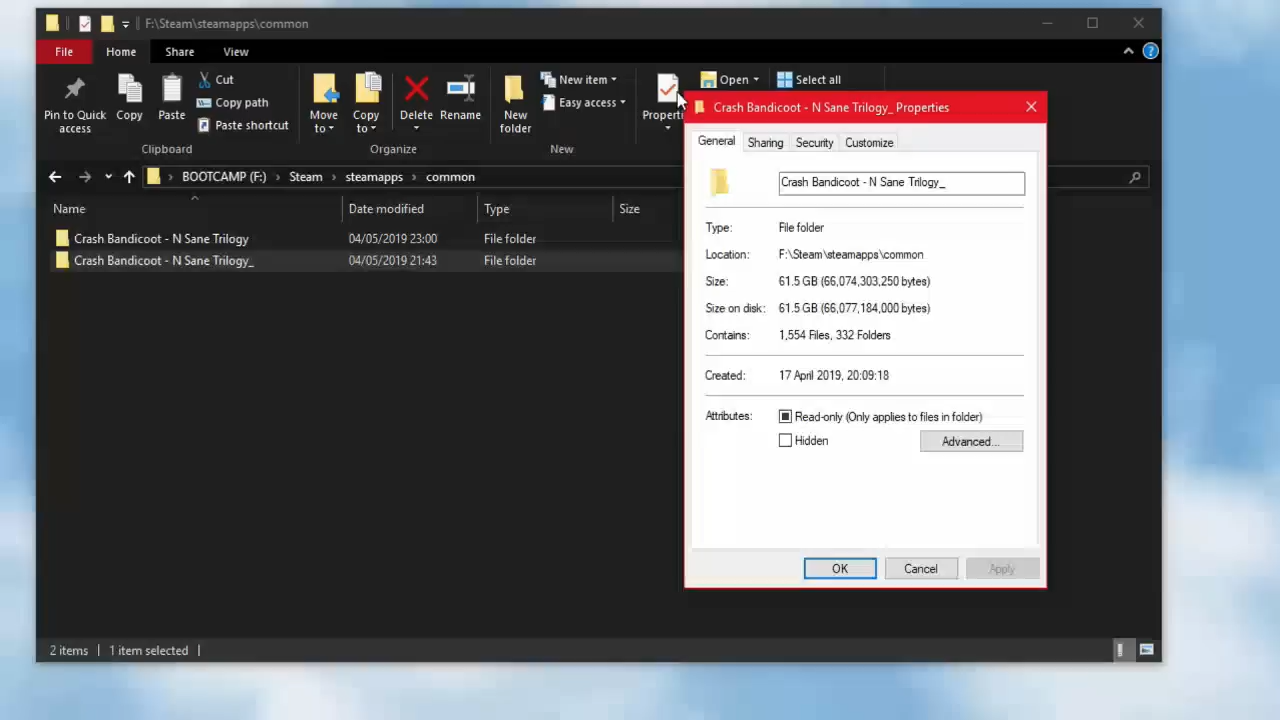 F:\Steam\steamapps\common
File Home Share View
Pin to Quick access
Copy
Paste
Cut
Copy path
Paste shortcut
Clipboard
Move to
Copy to
Delete
Rename
Organize
New folder
New item
Easy access
New
Open
Select all
BOOTCAMP (F:) › Steam › steamapps › common
Name Date modified Type Size
Crash Bandicoot - N Sane Trilogy 04/05/2019 23:00 File folder
Crash Bandicoot - N Sane Trilogy_ 04/05/2019 21:43 File folder
2 items 1 item selected
Crash Bandicoot - N Sane Trilogy_ Properties
General Sharing Security Customize
Crash Bandicoot - N Sane Trilogy_
Type: File folder
Location: F:\Steam\steamapps\common
Size: 61.5 GB (66,074,303,250 bytes)
Size on disk: 61.5 GB (66,077,184,000 bytes)
Contains: 1,554 Files, 332 Folders
Created: 17 April 2019, 20:09:18
Attributes: Read-only (Only applies to files in folder)
Hidden
Advanced...
OK Cancel Apply